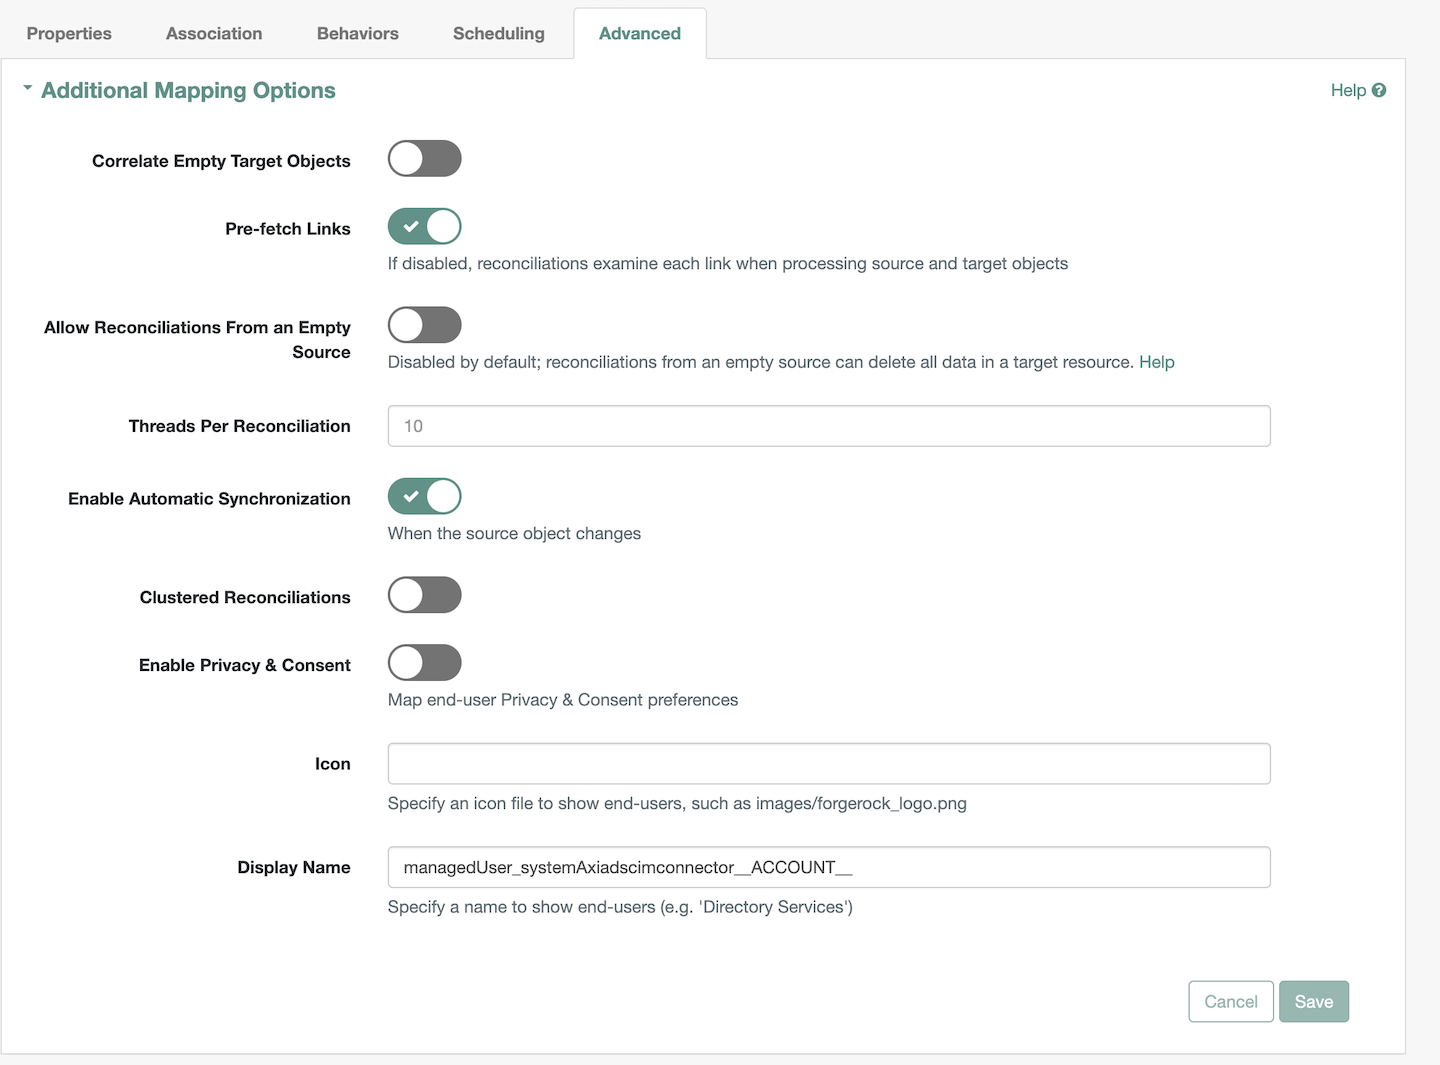 Properties Association Behaviors Scheduling Advanced
Additional Mapping Options
Help
Correlate Empty Target Objects
Pre-fetch Links
If disabled, reconciliations examine each link when processing source and target objects
Allow Reconciliations From an Empty
Source
Disabled by default; reconciliations from an empty source can delete all data in a target resource. Help
Threads Per Reconciliation
10
Enable Automatic Synchronization
When the source object changes
Clustered Reconciliations
Enable Privacy & Consent
Map end-user Privacy & Consent preferences
Icon
Specify an icon file to show end-users, such as images/forgerock_logo.png
Display Name
managedUser_systemAxiadscimconnector__ACCOUNT__
Specify a name to show end-users (e.g. 'Directory Services')
Cancel Save